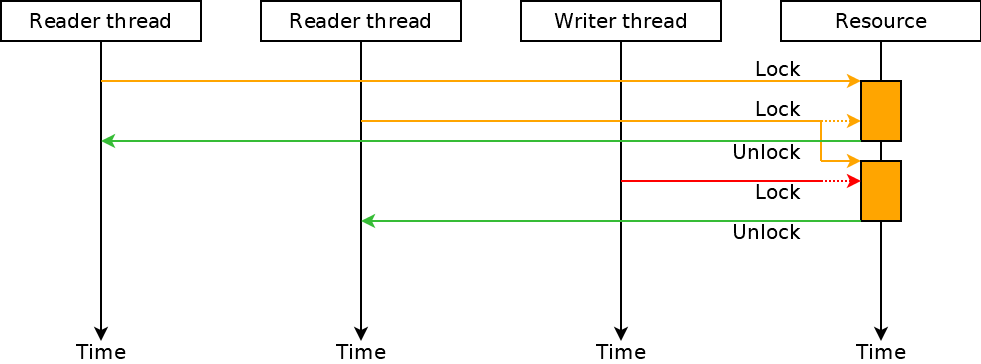 Reader thread
Reader thread
Writer thread
Resource
Lock
Lock
Unlock
Lock
Unlock
Time
Time
Time
Time